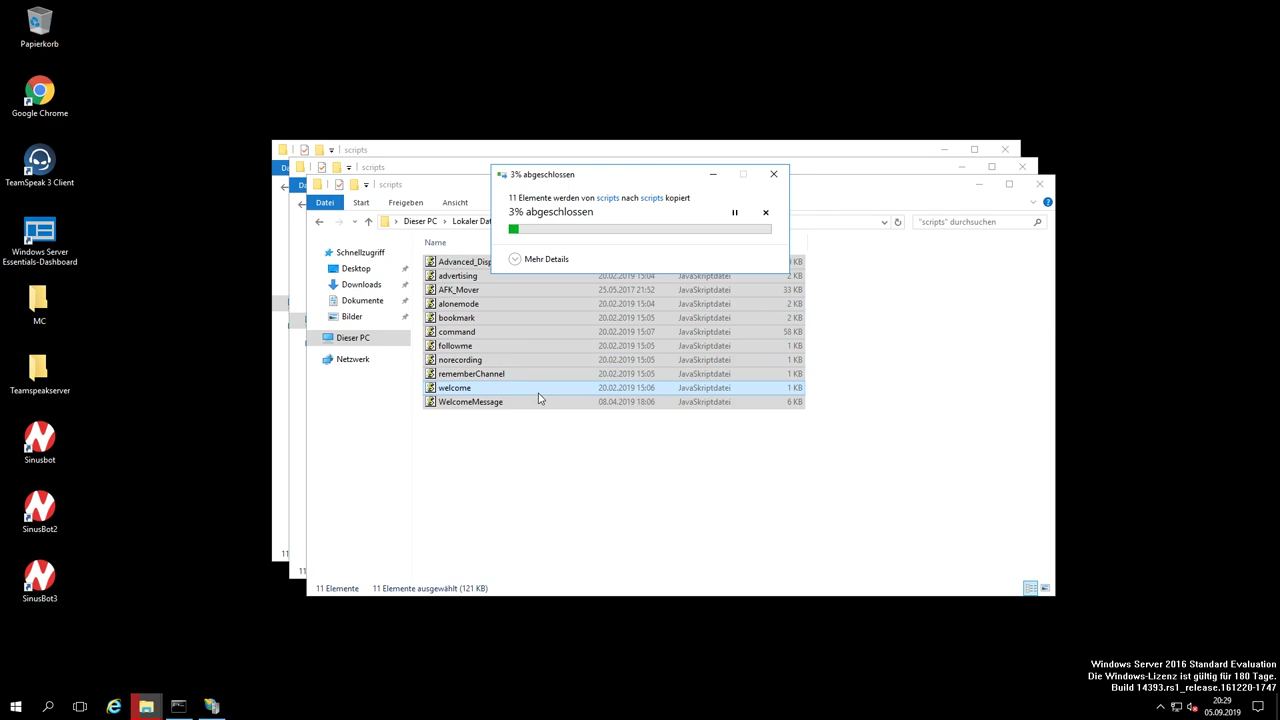 Papierkorb
Google Chrome
TeamSpeak 3 Client
Windows Server
Essentials-Dashboard
MC
Teamspeakserver
Sinusbot
SinusBot2
SinusBot3
scripts
scripts
scripts
Datei Start Freigeben Ansicht
Dieser PC Lokaler Dat
"scripts" durchsuchen
3% abgeschlossen
11 Elemente werden von scripts nach scripts kopiert
3% abgeschlossen
Mehr Details
Schnellzugriff
Desktop
Downloads
Dokumente
Bilder
Dieser PC
Netzwerk
Name
Advanced_Disp KB
advertising 20.02.2019 15:04 JavaSkriptdatei 2 KB
AFK_Mover 25.05.2017 21:52 JavaSkriptdatei 33 KB
alonemode 20.02.2019 15:04 JavaSkriptdatei 2 KB
bookmark 20.02.2019 15:05 JavaSkriptdatei 2 KB
command 20.02.2019 15:07 JavaSkriptdatei 58 KB
followme 20.02.2019 15:05 JavaSkriptdatei 1 KB
norecording 20.02.2019 15:05 JavaSkriptdatei 1 KB
rememberChannel 20.02.2019 15:05 JavaSkriptdatei 1 KB
welcome 20.02.2019 15:06 JavaSkriptdatei 1 KB
WelcomeMessage 08.04.2019 18:06 JavaSkriptdatei 6 KB
11
11
11 Elemente 11 Elemente ausgewählt (121 KB)
Windows Server 2016 Standard Evaluation
Die Windows-Lizenz ist gültig für 180 Tage.
Build 14393.rs1_release.161220-1747
20:29
05.09.2019